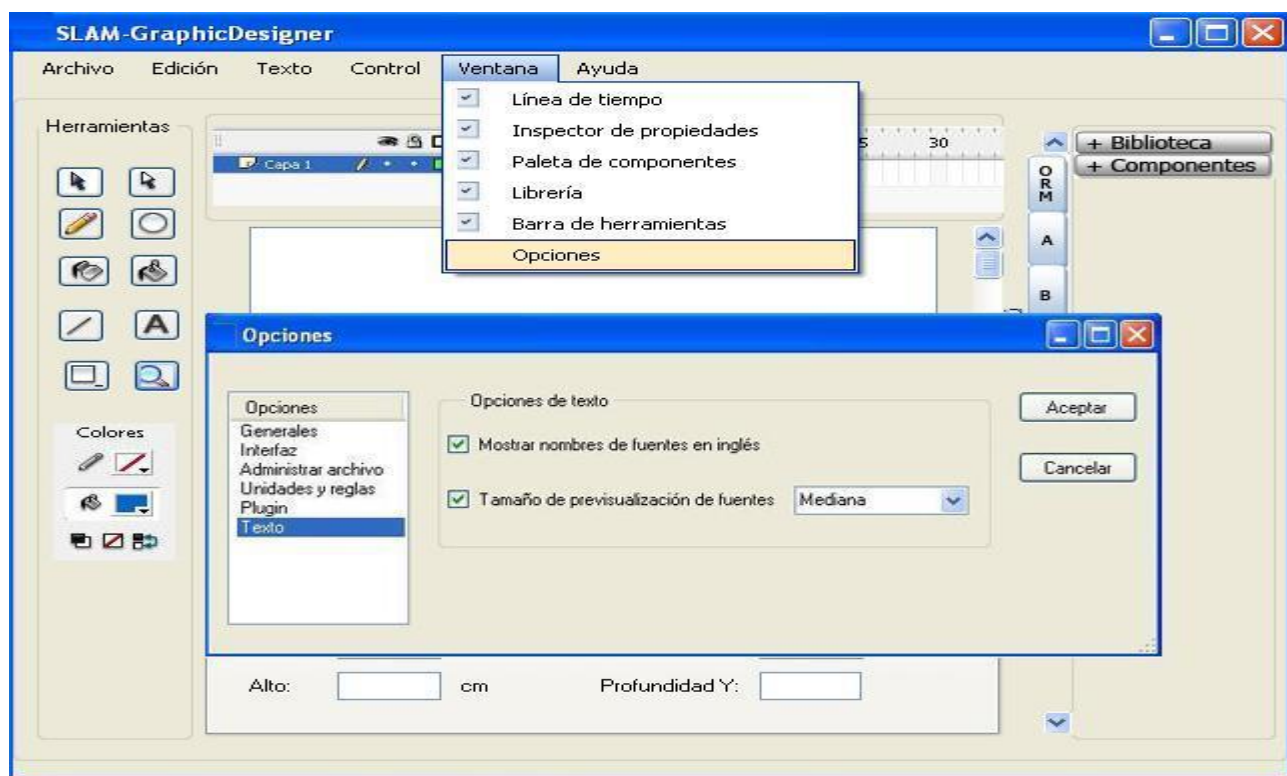 SLAM-GraphicDesigner
Archivo Edición Texto Control Ventana Ayuda
Línea de tiempo
Inspector de propiedades
Paleta de componentes
Librería
Barra de herramientas
Opciones
Herramientas
Capa 1
5 30
+ Biblioteca
+ Componentes
ORM
A
B
A
Colores
Opciones
Opciones
Generales
Interfaz
Administrar archivo
Unidades y reglas
Plugin
Texto
Opciones de texto
Mostrar nombres de fuentes en inglés
Tamaño de previsualización de fuentes Mediana
Aceptar
Cancelar
Alto: cm Profundidad Y: